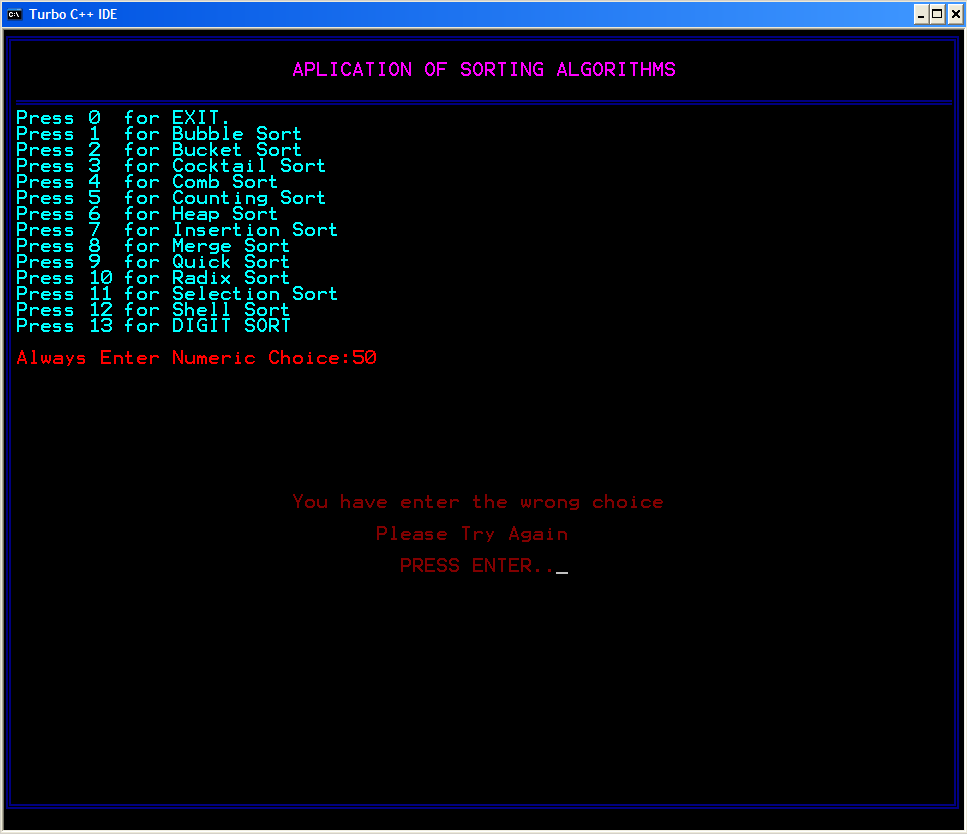 Turbo C++ IDE
APLICATION OF SORTING ALGORITHMS
Press 0  for EXIT.
Press 1  for Bubble Sort
Press 2  for Bucket Sort
Press 3  for Cocktail Sort
Press 4  for Comb Sort
Press 5  for Counting Sort
Press 6  for Heap Sort
Press 7  for Insertion Sort
Press 8  for Merge Sort
Press 9  for Quick Sort
Press 10 for Radix Sort
Press 11 for Selection Sort
Press 12 for Shell Sort
Press 13 for DIGIT SORT
Always Enter Numeric Choice:50
You have enter the wrong choice
Please Try Again
PRESS ENTER.._